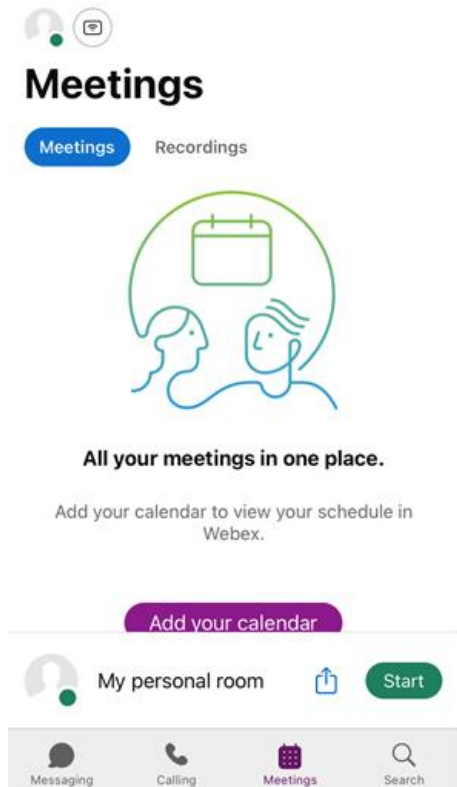 Meetings
Meetings
Recordings
All your meetings in one place.
Add your calendar to view your schedule in
Webex.
Add your calendar
My personal room
Start
Messaging
Calling
Meetings
Search